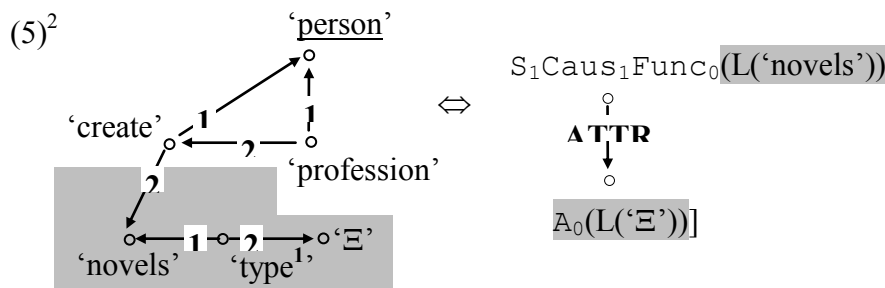 (5)²
‘person’
S₁Caus₁Func₀(L(‘novels’))
1
1
⇔
‘create’
2
‘profession’
ATTR
2
1
2
‘Ξ’
A₀(L(‘Ξ’))]
‘novels’
‘type¹’